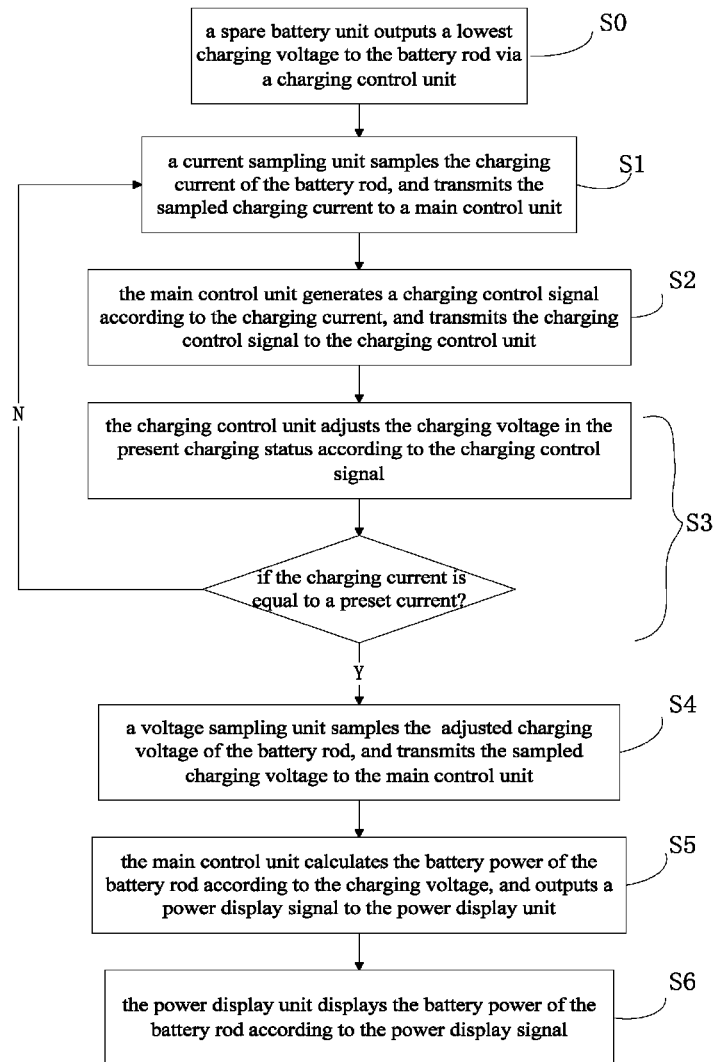 a spare battery unit outputs a lowest
charging voltage to the battery rod via
a charging control unit
S0
a current sampling unit samples the charging
current of the battery rod, and transmits the
sampled charging current to a main control unit
S1
the main control unit generates a charging control signal
according to the charging current, and transmits the charging
control signal to the charging control unit
S2
the charging control unit adjusts the charging voltage in the
present charging status according to the charging control
signal
S3
N
if the charging current is
equal to a preset current?
Y
a voltage sampling unit samples the adjusted charging
voltage of the battery rod, and transmits the sampled
charging voltage to the main control unit
S4
the main control unit calculates the battery power of the
battery rod according to the charging voltage, and outputs a
power display signal to the power display unit
S5
the power display unit displays the battery power of the
battery rod according to the power display signal
S6